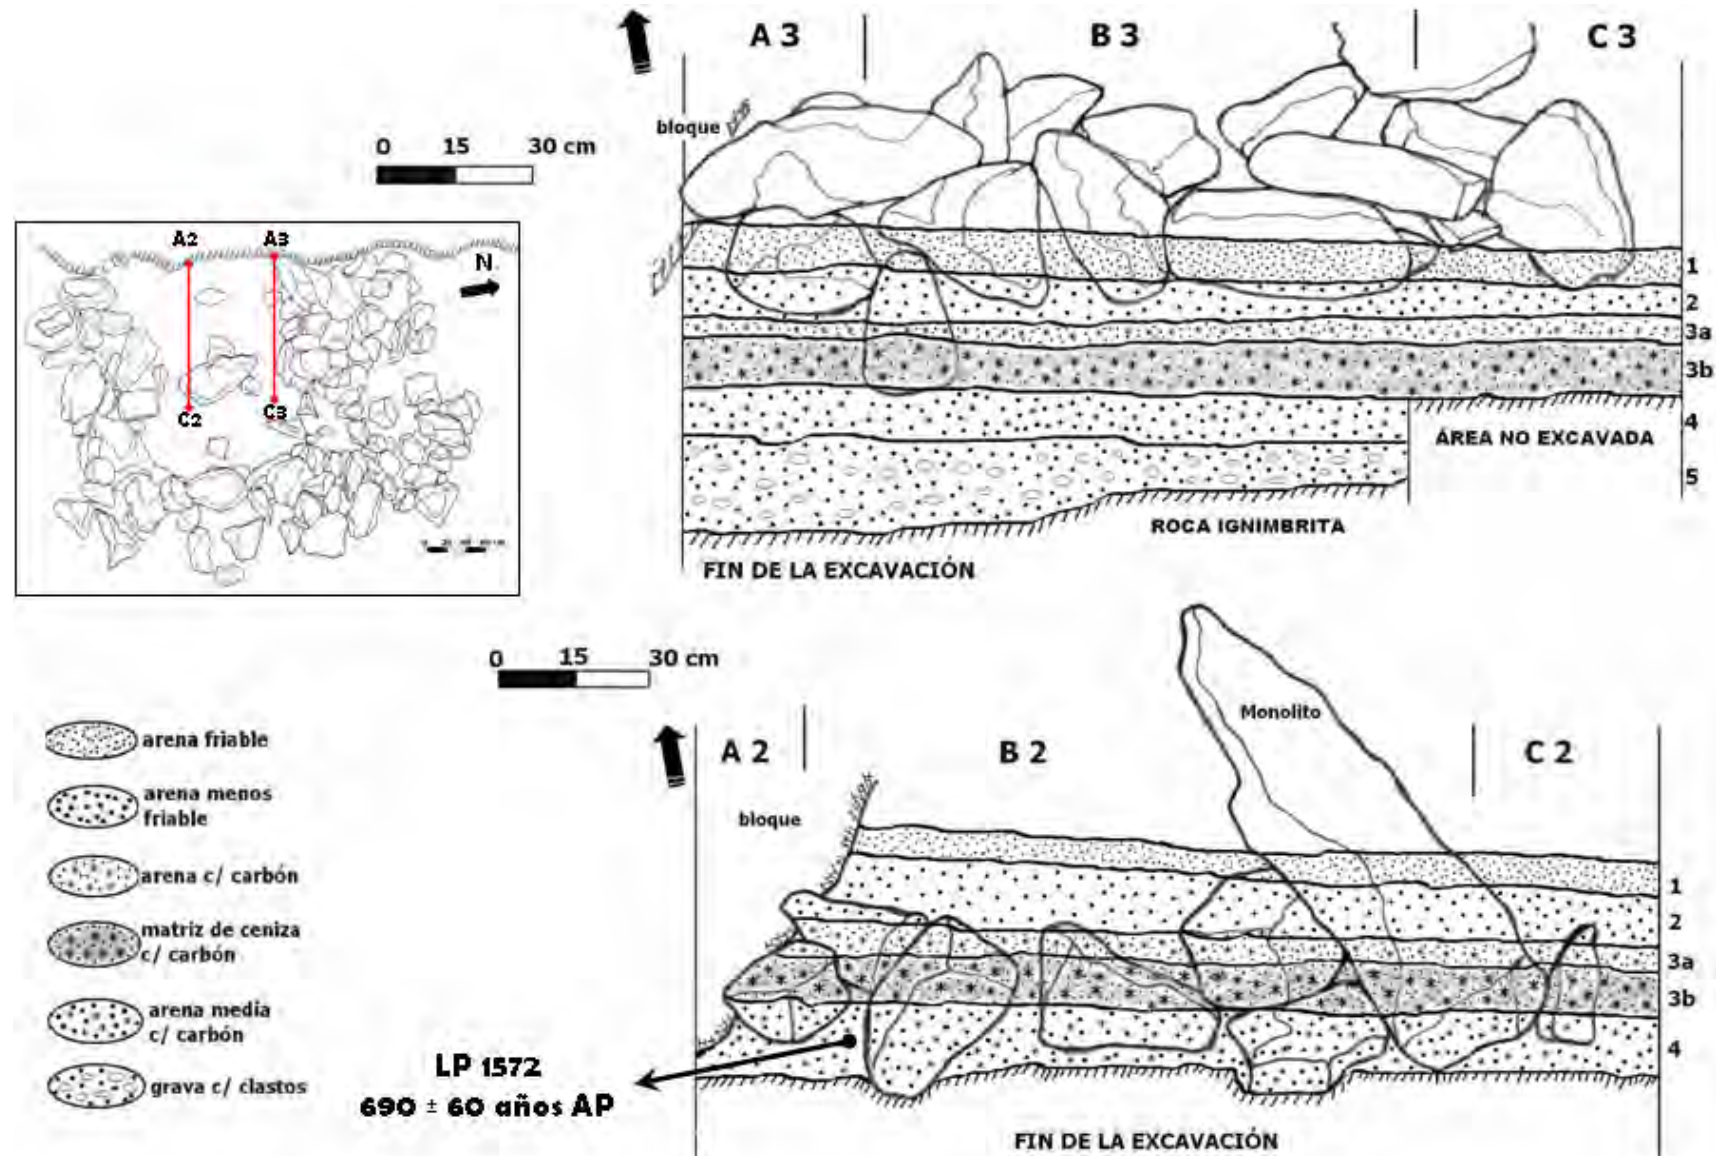 A 3
B 3
C 3
bloque
0 15 30 cm
A2
A3
N
C2
C3
1
2
3a
3b
4
5
ÁREA NO EXCAVADA
ROCA IGNIMBRITA
FIN DE LA EXCAVACIÓN
0 15 30 cm
A 2
B 2
C 2
Monolito
bloque
1
2
3a
3b
4
arena friable
arena menos
friable
arena c/ carbón
matriz de ceniza
c/ carbón
arena media
c/ carbón
grava c/ clastos
LP 1572
690 ± 60 años AP
FIN DE LA EXCAVACIÓN